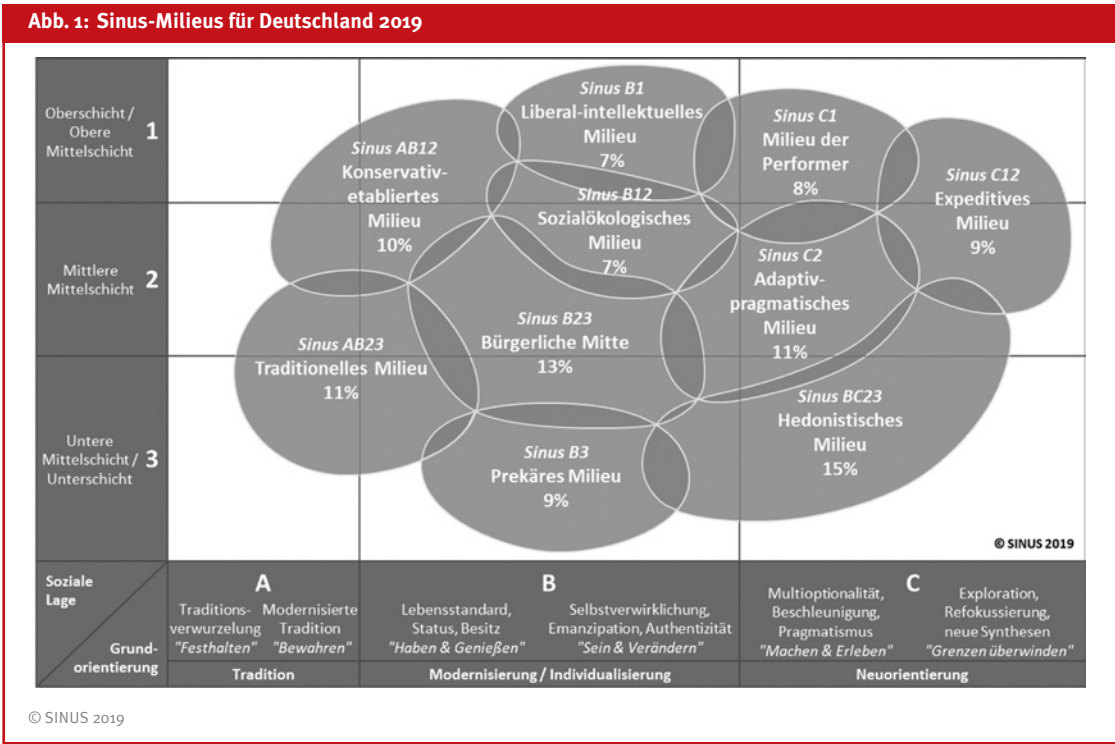 Abb. 1: Sinus-Milieus für Deutschland 2019
Oberschicht /
Obere
Mittelschicht
1
Mittlere
Mittelschicht
2
Untere
Mittelschicht /
Unterschicht
3
Sinus B1
Liberal-intellektuelles
Milieu
7%
Sinus C1
Milieu der
Performer
8%
Sinus AB12
Konservativ-
etabliertes
Milieu
10%
Sinus C12
Expeditives
Milieu
9%
Sinus B12
Sozialökologisches
Milieu
7%
Sinus C2
Adaptiv-
pragmatisches
Milieu
11%
Sinus B23
Bürgerliche Mitte
13%
Sinus AB23
Traditionelles Milieu
11%
Sinus BC23
Hedonistisches
Milieu
15%
Sinus B3
Prekäres Milieu
9%
© SINUS 2019
Soziale
Lage
Grund-
orientierung
A
Traditions-
verwurzelung
"Festhalten"
Modernisierte
Tradition
"Bewahren"
Tradition
B
Lebensstandard,
Status, Besitz
"Haben & Genießen"
Selbstverwirklichung,
Emanzipation, Authentizität
"Sein & Verändern"
Modernisierung / Individualisierung
C
Multioptionalität,
Beschleunigung,
Pragmatismus
"Machen & Erleben"
Exploration,
Refokussierung,
neue Synthesen
"Grenzen überwinden"
Neuorientierung
© SINUS 2019